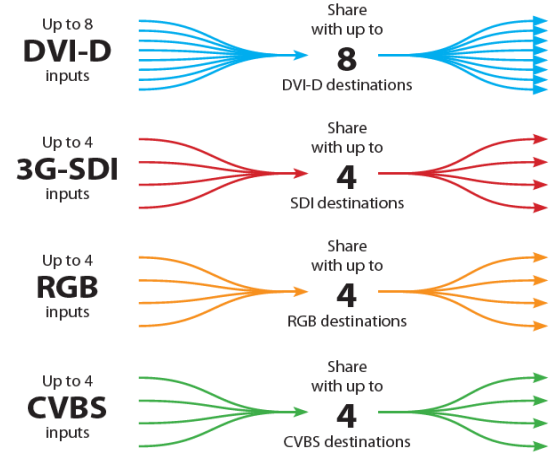 Up to 8
DVI-D
inputs
Share
with up to
8
DVI-D destinations
Up to 4
3G-SDI
inputs
Share
with up to
4
SDI destinations
Up to 4
RGB
inputs
Share
with up to
4
RGB destinations
Up to 4
CVBS
inputs
Share
with up to
4
CVBS destinations